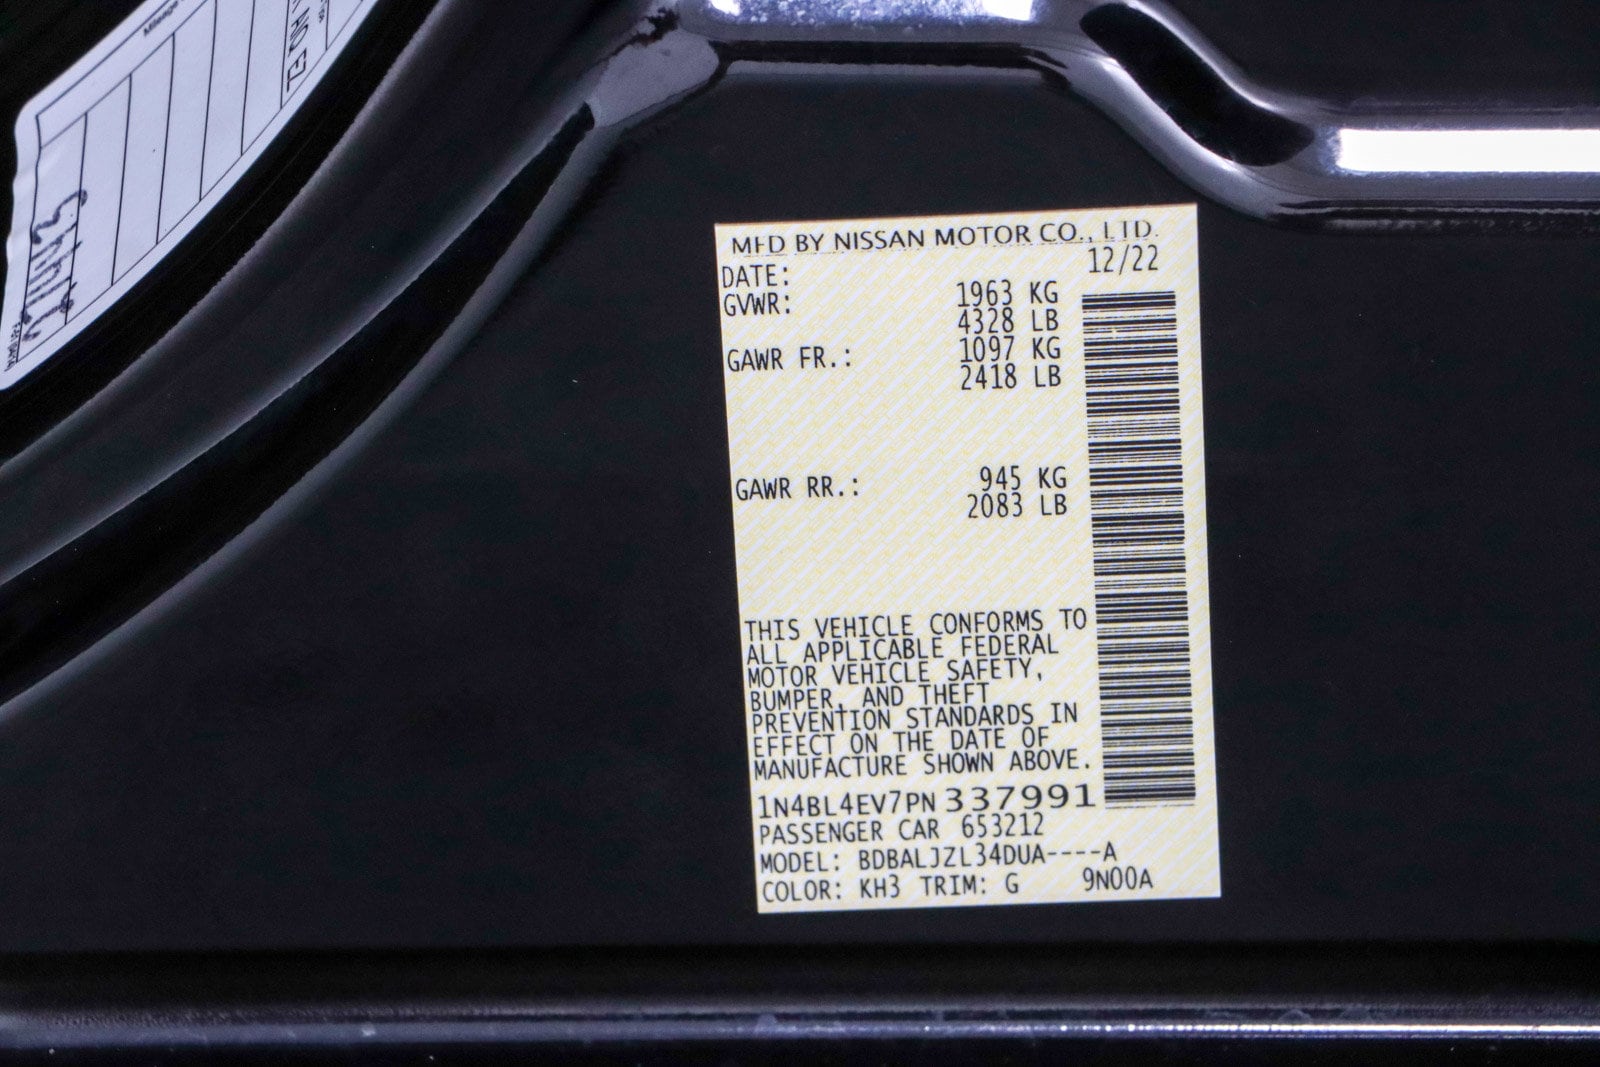 Mileage
MFD BY NISSAN MOTOR CO., LTD.
DATE: 12/22
GVWR: 1963 KG
4328 LB
GAWR FR.: 1097 KG
2418 LB
GAWR RR.: 945 KG
2083 LB
THIS VEHICLE CONFORMS TO
ALL APPLICABLE FEDERAL
MOTOR VEHICLE SAFETY,
BUMPER, AND THEFT
PREVENTION STANDARDS IN
EFFECT ON THE DATE OF
MANUFACTURE SHOWN ABOVE.
1N4BL4EV7PN337991
PASSENGER CAR 653212
MODEL: BDBALJZL34DUA----A
COLOR: KH3 TRIM: G 9N00A